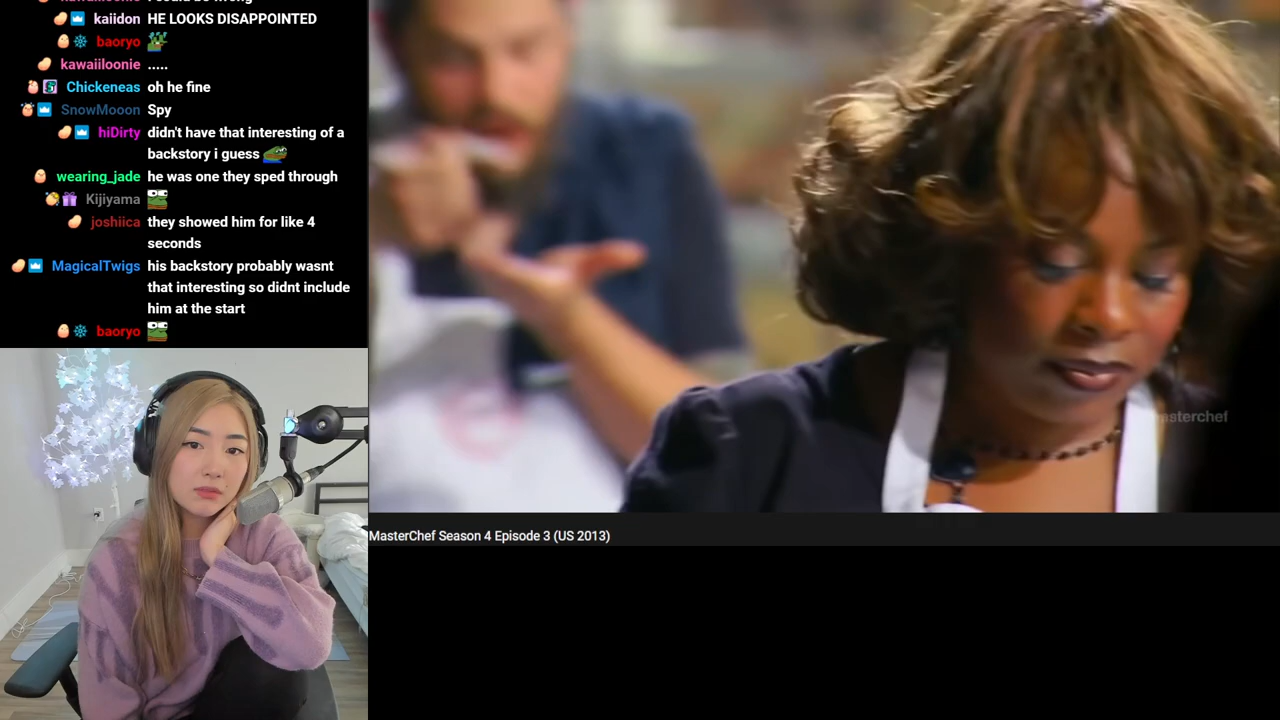 kaiidon HE LOOKS DISAPPOINTED
baoryo
kawaiiloonie .....
Chickeneas oh he fine
SnowMooon Spy
hiDirty didn't have that interesting of a
backstory i guess
wearing_jade he was one they sped through
Kijiyama
joshiica they showed him for like 4
seconds
MagicalTwigs his backstory probably wasnt
that interesting so didnt include
him at the start
baoryo
MasterChef Season 4 Episode 3 (US 2013)